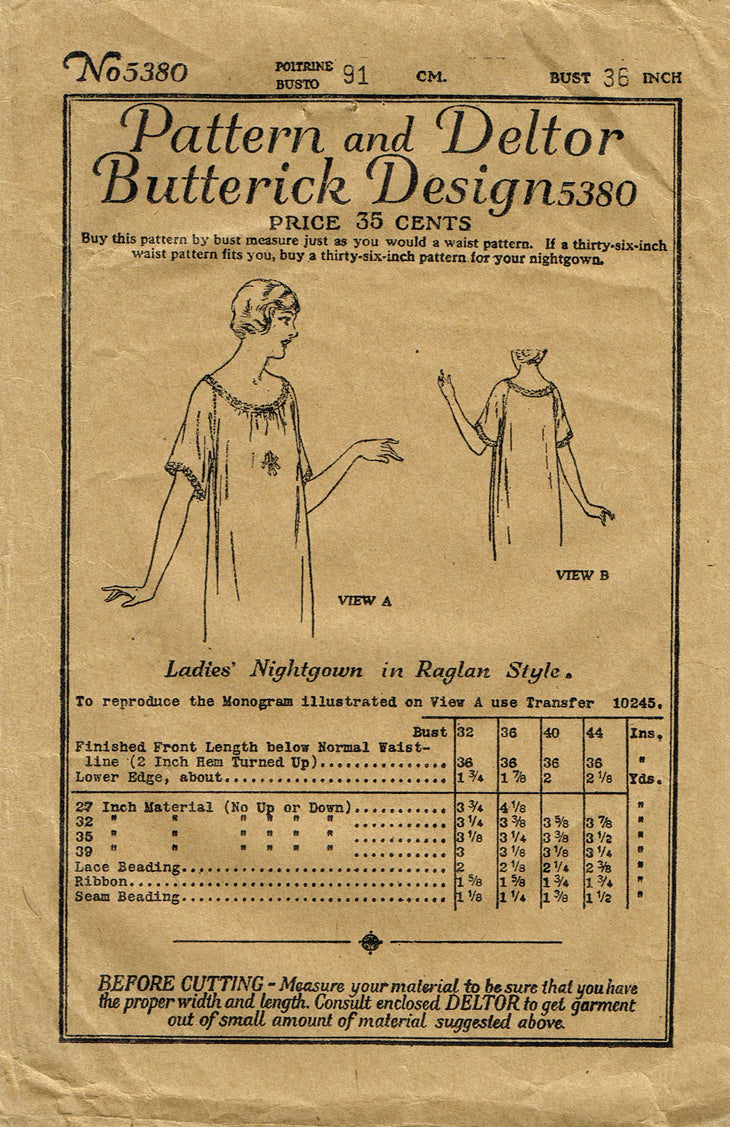 No 5380 POITRINE BUSTO 91 CM. BUST 36 INCH
Pattern and Deltor
Butterick Design 5380
PRICE 35 CENTS
Buy this pattern by bust measure just as you would a waist pattern. If a thirty-six-inch
waist pattern fits you, buy a thirty-six-inch pattern for your nightgown.
VIEW B
VIEW A
Ladies' Nightgown in Raglan Style.
To reproduce the Monogram illustrated on View A use Transfer 10245.
Bust 32 36 40 44 Ins.
Finished Front Length below Normal Waist-
line (2 Inch Hem Turned Up)............... 36 36 36 36 "
Lower Edge, about......................... 1 3/4 1 7/8 2 2 1/8 Yds.
27 Inch Material (No Up or Down).......... 3 3/4 4 1/8 "
32 " " " " " " .......... 3 1/4 3 3/8 3 5/8 3 7/8 "
35 " " " " " " .......... 3 1/8 3 1/4 3 3/8 3 1/2 "
39 " " " " " " .......... 3 3 1/8 3 1/8 3 1/4 "
Lace Beading.............................. 2 2 1/8 2 1/4 2 3/8 "
Ribbon.................................... 1 5/8 1 5/8 1 3/4 1 3/4 "
Seam Beading.............................. 1 1/8 1 1/4 1 3/8 1 1/2 "
BEFORE CUTTING - Measure your material to be sure that you have
the proper width and length. Consult enclosed DELTOR to get garment
out of small amount of material suggested above.